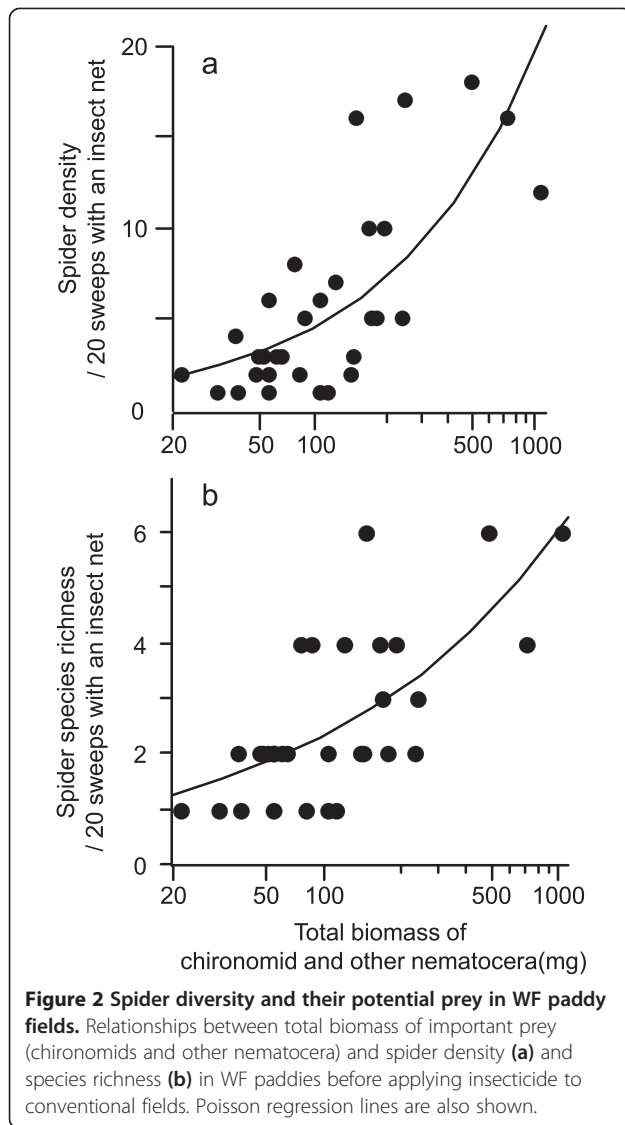 a
Spider density
/ 20 sweeps with an insect net
20
10
0
20 50 100 500 1000
b
Spider species richness
/ 20 sweeps with an insect net
6
4
2
0
20 50 100 500 1000
Total biomass of
chironomid and other nematocera(mg)
Figure 2 Spider diversity and their potential prey in WF paddy
fields. Relationships between total biomass of important prey
(chironomids and other nematocera) and spider density (a) and
species richness (b) in WF paddies before applying insecticide to
conventional fields. Poisson regression lines are also shown.